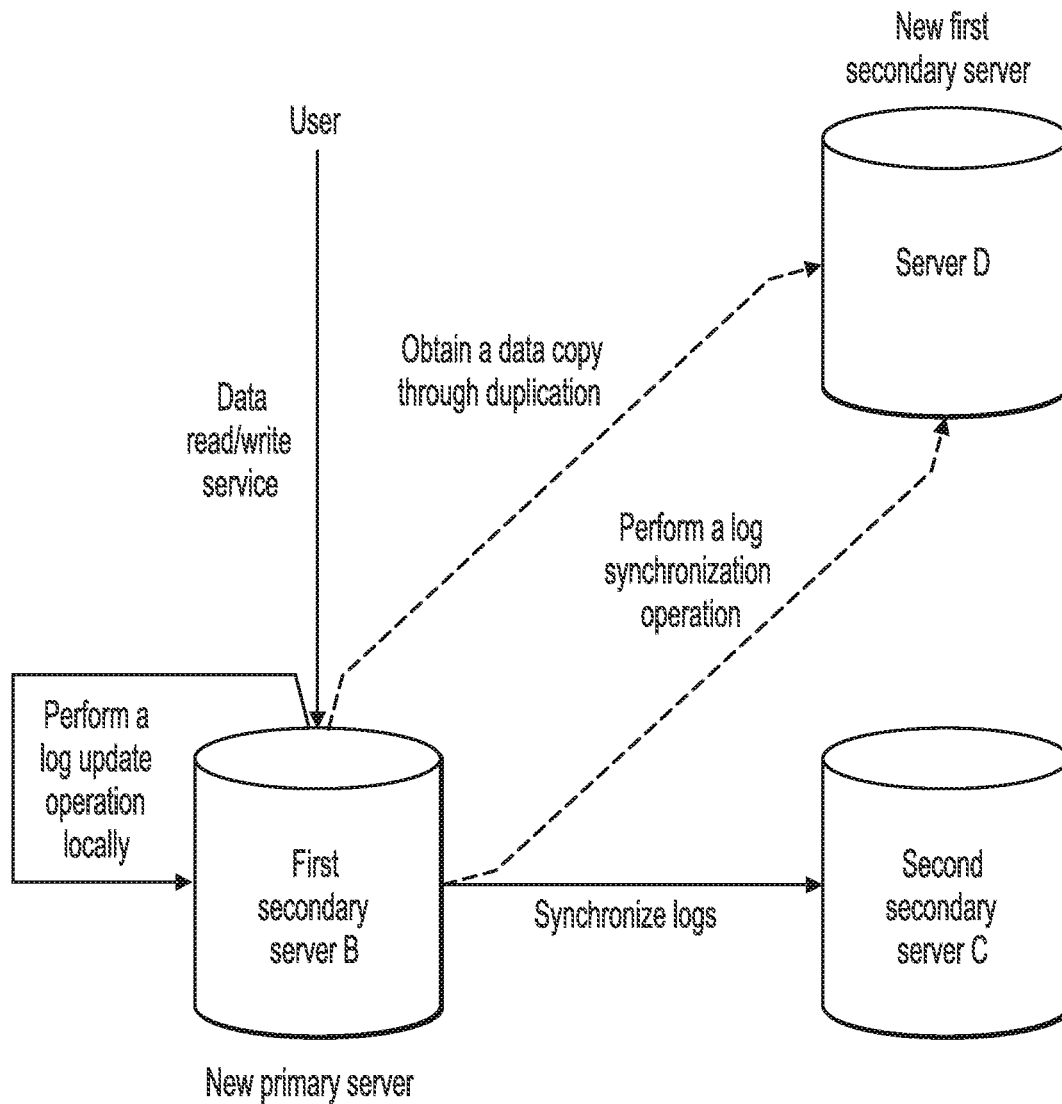 New first
secondary server
User
Server D
Obtain a data copy
through duplication
Data
read/write
service
Perform a log
synchronization
operation
Perform a
log update
operation
locally
First
secondary
server B
Synchronize logs
Second
secondary
server C
New primary server